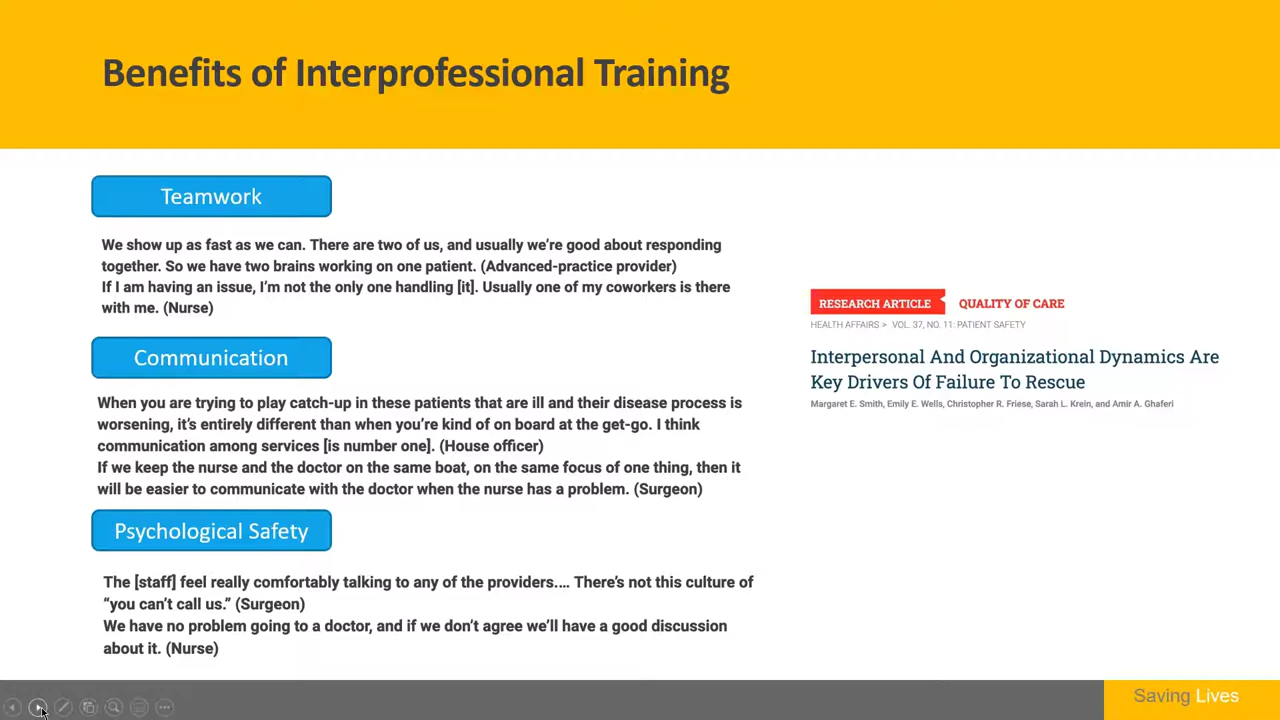 Benefits of Interprofessional Training
Teamwork
We show up as fast as we can. There are two of us, and usually we’re good about responding
together. So we have two brains working on one patient. (Advanced-practice provider)
If I am having an issue, I’m not the only one handling [it]. Usually one of my coworkers is there
with me. (Nurse)
Communication
When you are trying to play catch-up in these patients that are ill and their disease process is
worsening, it’s entirely different than when you’re kind of on board at the get-go. I think
communication among services [is number one]. (House officer)
If we keep the nurse and the doctor on the same boat, on the same focus of one thing, then it
will be easier to communicate with the doctor when the nurse has a problem. (Surgeon)
Psychological Safety
The [staff] feel really comfortably talking to any of the providers.... There’s not this culture of
“you can’t call us.” (Surgeon)
We have no problem going to a doctor, and if we don’t agree we’ll have a good discussion
about it. (Nurse)
RESEARCH ARTICLE QUALITY OF CARE
HEALTH AFFAIRS > VOL. 37, NO. 11: PATIENT SAFETY
Interpersonal And Organizational Dynamics Are
Key Drivers Of Failure To Rescue
Margaret E. Smith, Emily E. Wells, Christopher R. Friese, Sarah L. Krein, and Amir A. Ghaferi
Saving Lives